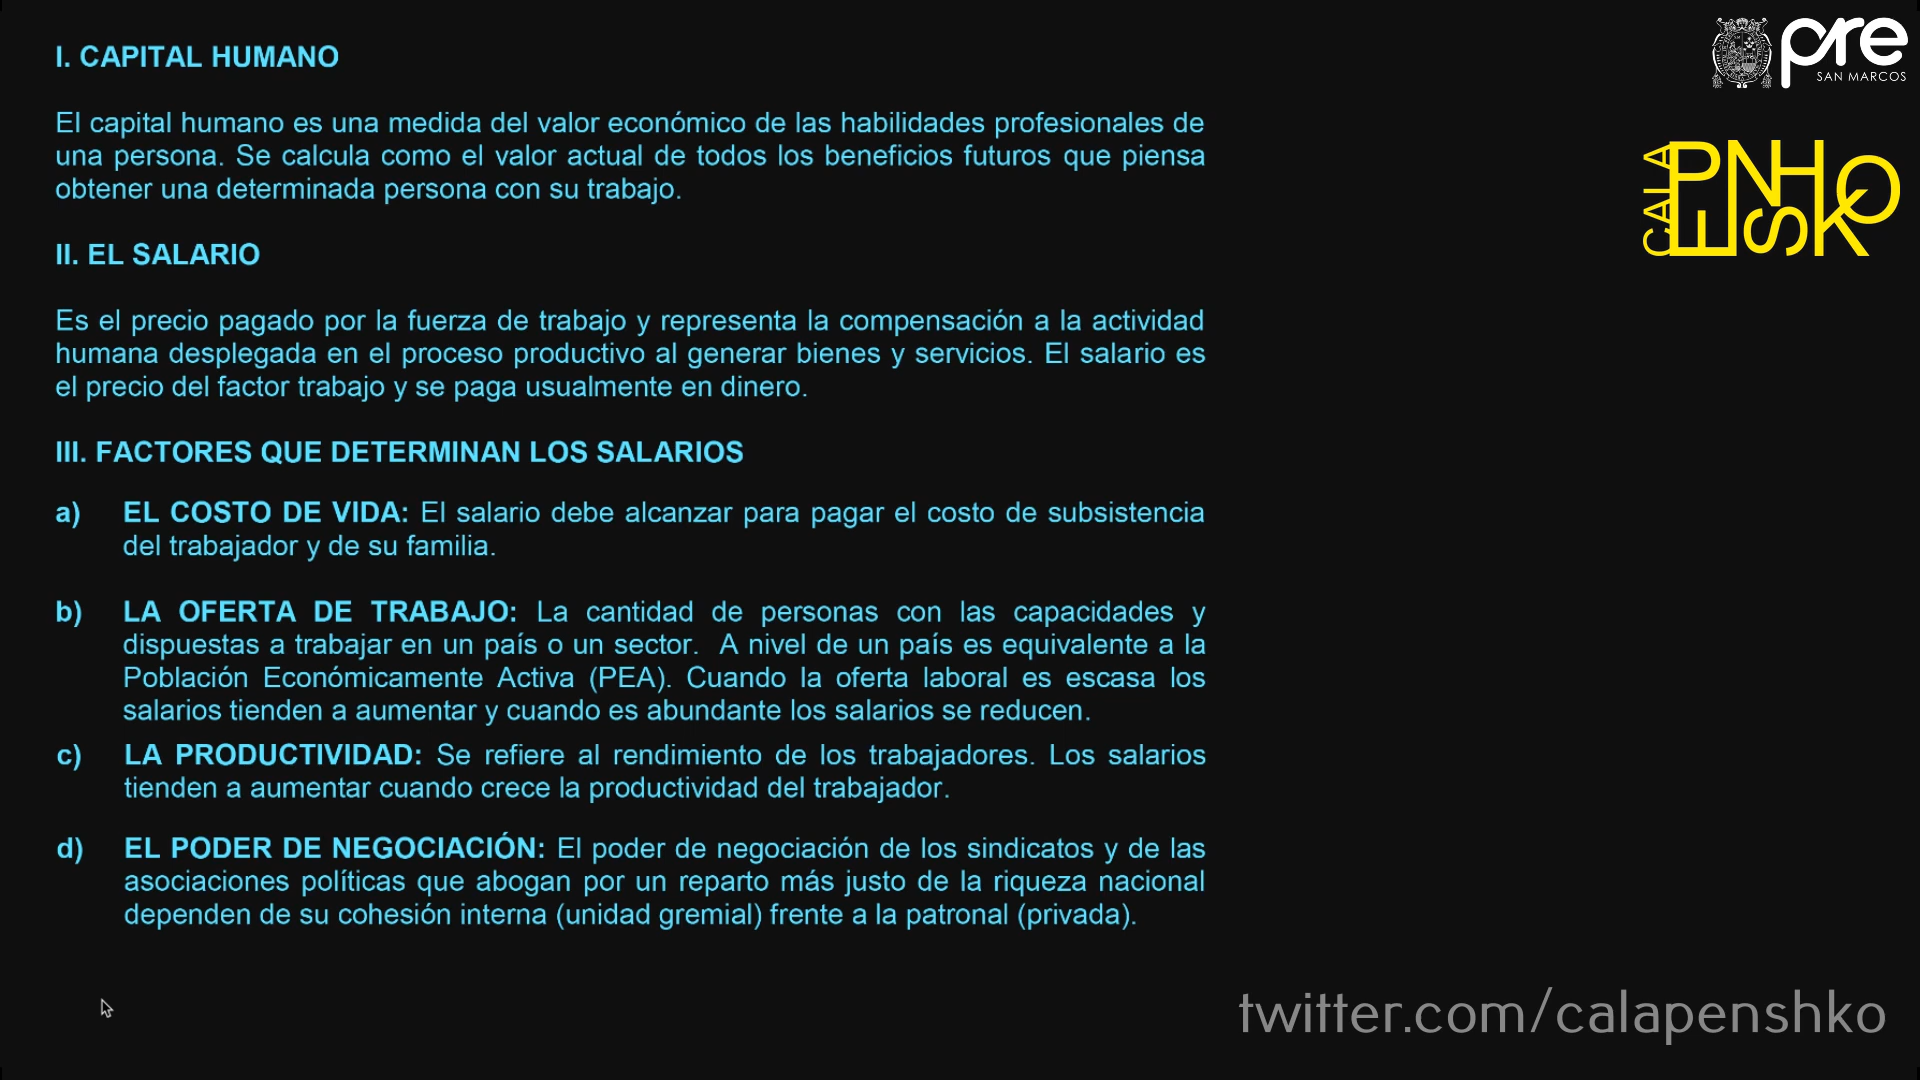 I. CAPITAL HUMANO
El capital humano es una medida del valor económico de las habilidades profesionales de
una persona. Se calcula como el valor actual de todos los beneficios futuros que piensa
obtener una determinada persona con su trabajo.
II. EL SALARIO
Es el precio pagado por la fuerza de trabajo y representa la compensación a la actividad
humana desplegada en el proceso productivo al generar bienes y servicios. El salario es
el precio del factor trabajo y se paga usualmente en dinero.
III. FACTORES QUE DETERMINAN LOS SALARIOS
a) EL COSTO DE VIDA: El salario debe alcanzar para pagar el costo de subsistencia
del trabajador y de su familia.
b) LA OFERTA DE TRABAJO: La cantidad de personas con las capacidades y
dispuestas a trabajar en un país o un sector. A nivel de un país es equivalente a la
Población Económicamente Activa (PEA). Cuando la oferta laboral es escasa los
salarios tienden a aumentar y cuando es abundante los salarios se reducen.
c) LA PRODUCTIVIDAD: Se refiere al rendimiento de los trabajadores. Los salarios
tienden a aumentar cuando crece la productividad del trabajador.
d) EL PODER DE NEGOCIACIÓN: El poder de negociación de los sindicatos y de las
asociaciones políticas que abogan por un reparto más justo de la riqueza nacional
dependen de su cohesión interna (unidad gremial) frente a la patronal (privada).
pre
SAN MARCOS
CALA PENSHKO
twitter.com/calapenshko